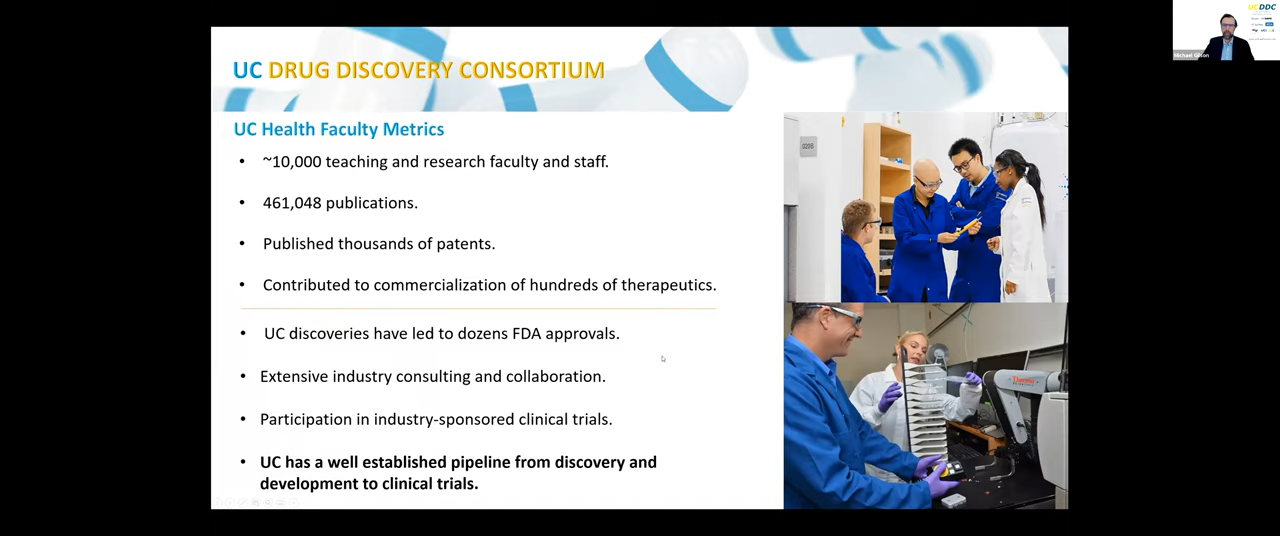 UC DRUG DISCOVERY CONSORTIUM
UC Health Faculty Metrics
• ~10,000 teaching and research faculty and staff.
• 461,048 publications.
• Published thousands of patents.
• Contributed to commercialization of hundreds of therapeutics.
• UC discoveries have led to dozens FDA approvals.
• Extensive industry consulting and collaboration.
• Participation in industry-sponsored clinical trials.
• UC has a well established pipeline from discovery and
development to clinical trials.
Thermo
UCDDC